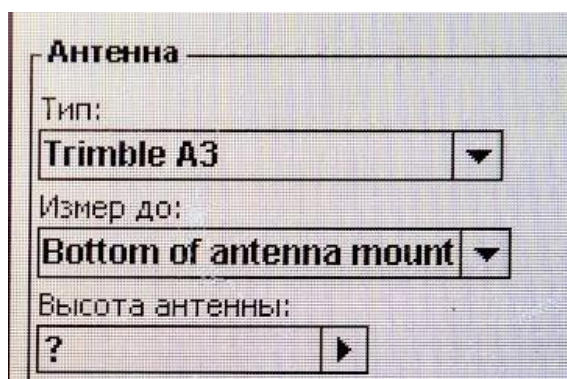 Антенна
Тип:
Trimble A3
Измер до:
Bottom of antenna mount
Высота антенны:
?